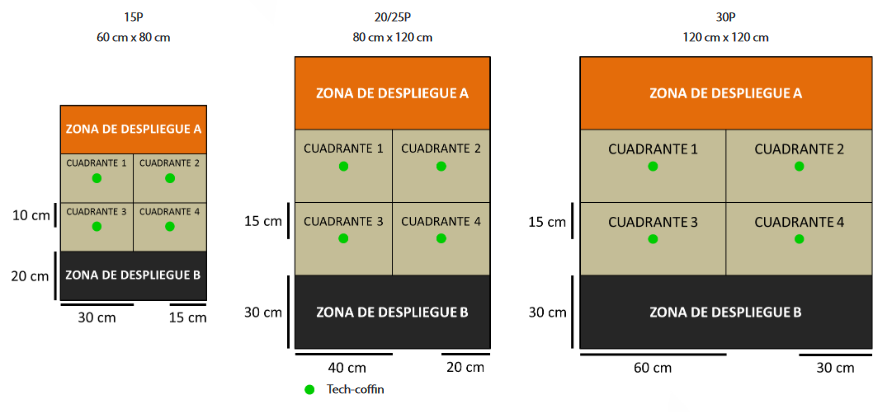 15P
60 cm x 80 cm
ZONA DE DESPLIEGUE A
CUADRANTE 1
CUADRANTE 2
CUADRANTE 3
CUADRANTE 4
10 cm
20 cm
ZONA DE DESPLIEGUE B
30 cm
15 cm
20/25P
80 cm x 120 cm
ZONA DE DESPLIEGUE A
CUADRANTE 1
CUADRANTE 2
CUADRANTE 3
CUADRANTE 4
15 cm
30 cm
ZONA DE DESPLIEGUE B
40 cm
20 cm
Tech-coffin
30P
120 cm x 120 cm
ZONA DE DESPLIEGUE A
CUADRANTE 1
CUADRANTE 2
CUADRANTE 3
CUADRANTE 4
15 cm
30 cm
ZONA DE DESPLIEGUE B
60 cm
30 cm